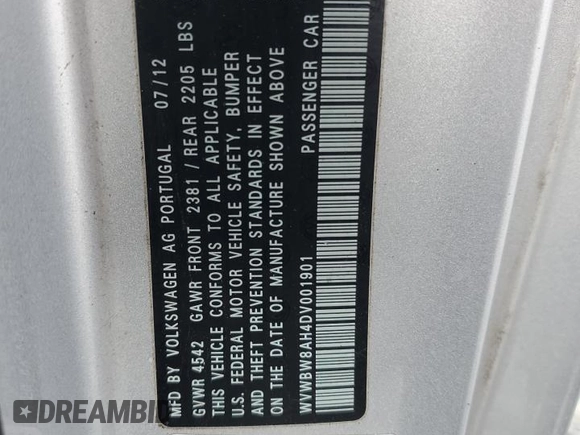 MFD BY VOLKSWAGEN AG PORTUGAL 07/12
GVWR 4542 GAWR FRONT 2381 / REAR 2205 LBS
THIS VEHICLE CONFORMS TO ALL APPLICABLE
U.S. FEDERAL MOTOR VEHICLE SAFETY, BUMPER
AND THEFT PREVENTION STANDARDS IN EFFECT
ON THE DATE OF MANUFACTURE SHOWN ABOVE
WVWBW8AH4DV001901 PASSENGER CAR
DREAMBID